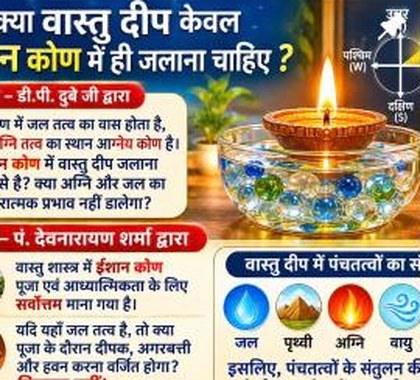 क्या वास्तु दीप केवल
कोण में ही जलाना चाहिए ?
उत्तर
पश्चिम
(W)
दक्षिण
(S)
– डी.पी. दुबे जी द्वारा
में जल तत्व का वास होता है,
तत्व का स्थान आग्नेय कोण है।
कोण में वास्तु दीप जलाना
से है? क्या अग्नि और जल का
प्रभाव नहीं डालेगा?
– पं. देवनारायण शर्मा द्वारा
वास्तु शास्त्र में ईशान कोण
पूजा एवं आध्यात्मिकता के लिए
सर्वोत्तम माना गया है।
यदि यहाँ जल तत्व है, तो क्या
पूजा के दौरान दीपक, अगरबत्ती
और हवन करना वर्जित होगा?
वास्तु दीप में पंचतत्वों का
जल
पृथ्वी
अग्नि
वायु
इसलिए, पंचतत्वों के संतुलन